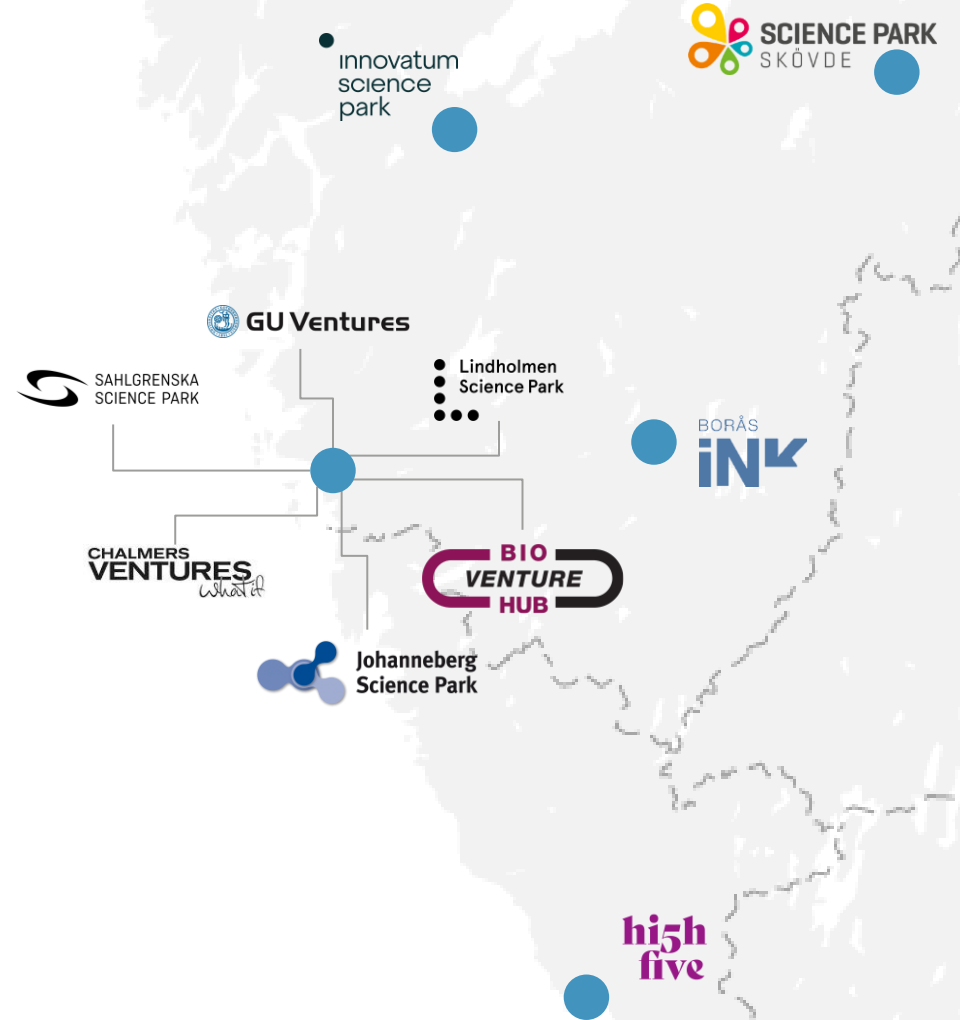 innovatum
science
park
SCIENCE PARK
SKÖVDE
GU Ventures
Lindholmen
Science Park
SAHLGRENSKA
SCIENCE PARK
BORÅS
iNK
CHALMERS
VENTURES
what if
BIO
VENTURE
HUB
Johanneberg
Science Park
hi5h
five